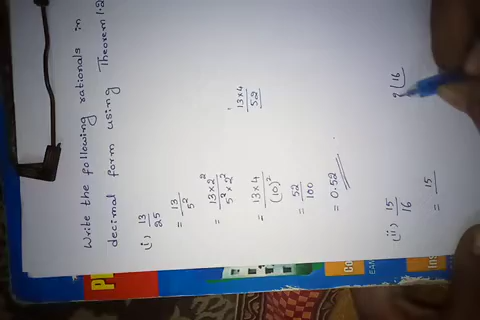 Write the following rationals in
decimal form using Theorem 1.2
(i) 13/25
= 13/5²
= 13×2²/5²×2²
= 13×4/(10)²
= 52/100
= 0.52
13×4
52
(ii) 15/16
= 15
2 16